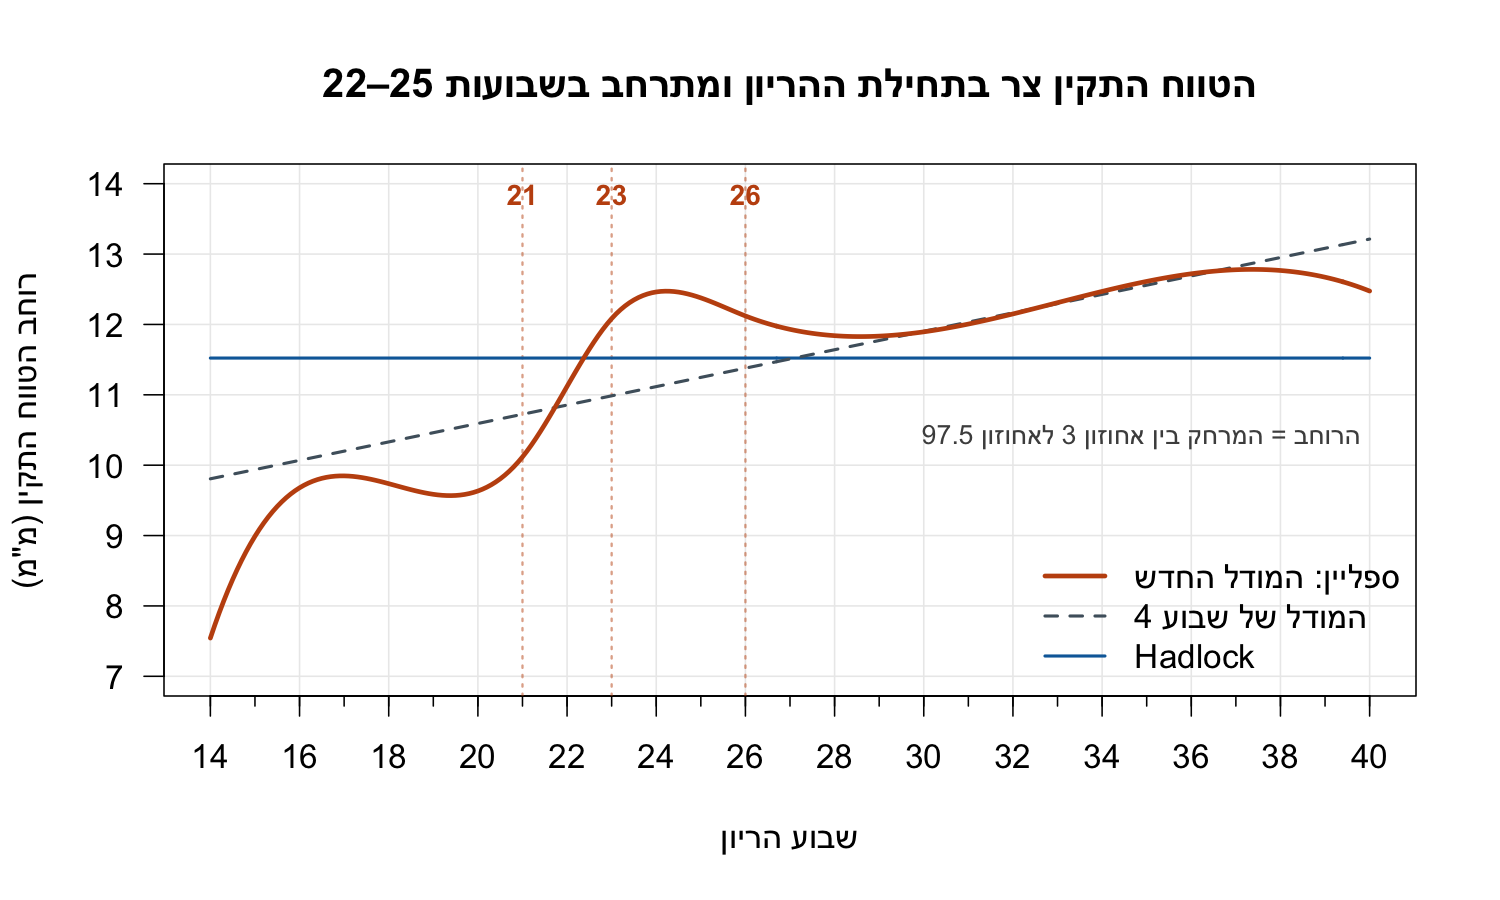 הטווח התקין צר בתחילת ההריון ומתרחב בשבועות 22–25
רוחב הטווח התקין (מ"מ)
14
13
12
11
10
9
8
7
21 23 26
הרוחב = המרחק בין אחוזון 3 לאחוזון 97.5
ספליין: המודל החדש
המודל של שבוע 4
Hadlock
14 16 18 20 22 24 26 28 30 32 34 36 38 40
שבוע הריון